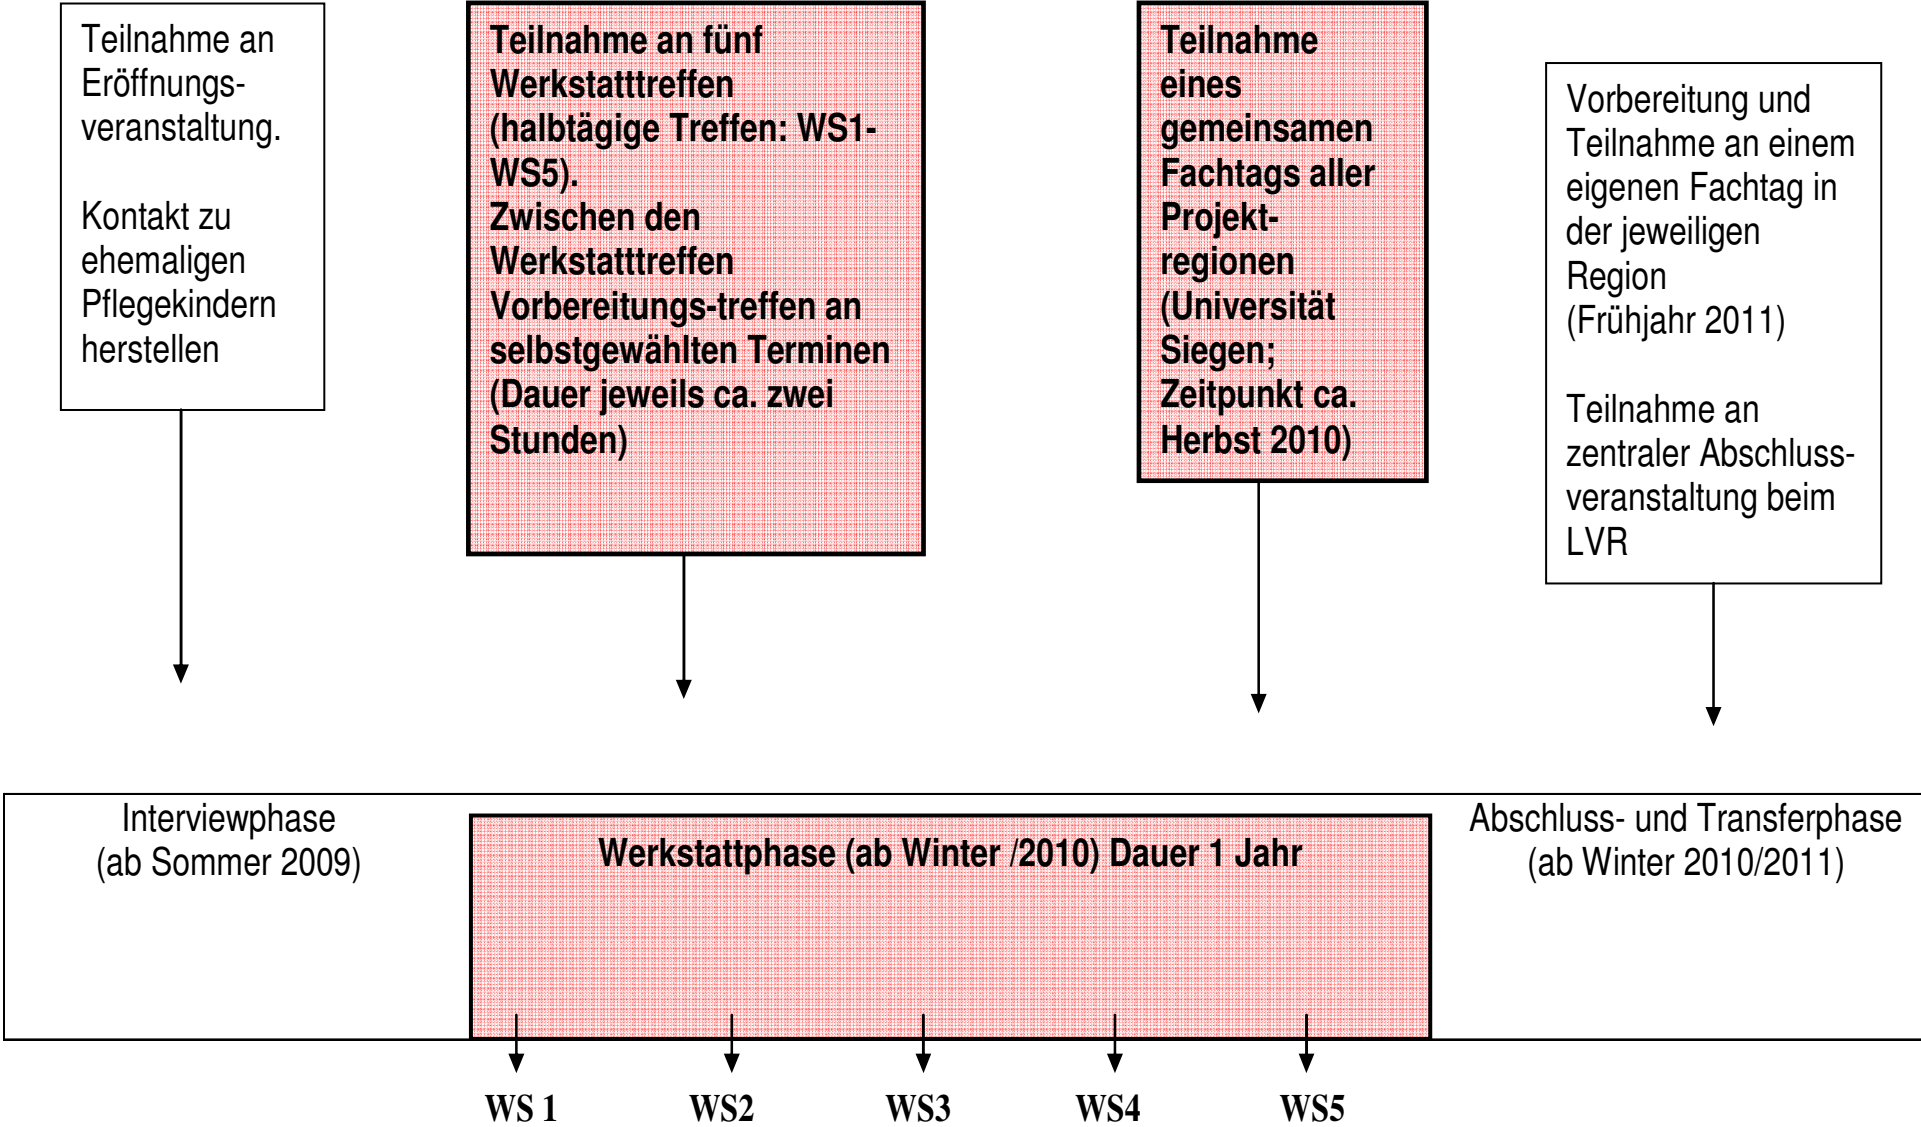 Teilnahme an
Eröffnungs-
veranstaltung.
Kontakt zu
ehemaligen
Pflegekindern
herstellen
Teilnahme an fünf
Werkstatttreffen
(halbtägige Treffen: WS1-
WS5).
Zwischen den
Werkstatttreffen
Vorbereitungs-treffen an
selbstgewählten Terminen
(Dauer jeweils ca. zwei
Stunden)
Teilnahme
eines
gemeinsamen
Fachtags aller
Projekt-
regionen
(Universität
Siegen;
Zeitpunkt ca.
Herbst 2010)
Vorbereitung und
Teilnahme an einem
eigenen Fachtag in
der jeweiligen
Region
(Frühjahr 2011)
Teilnahme an
zentraler Abschluss-
veranstaltung beim
LVR
Interviewphase
(ab Sommer 2009)
Werkstattphase (ab Winter /2010) Dauer 1 Jahr
Abschluss- und Transferphase
(ab Winter 2010/2011)
WS 1
WS2
WS3
WS4
WS5